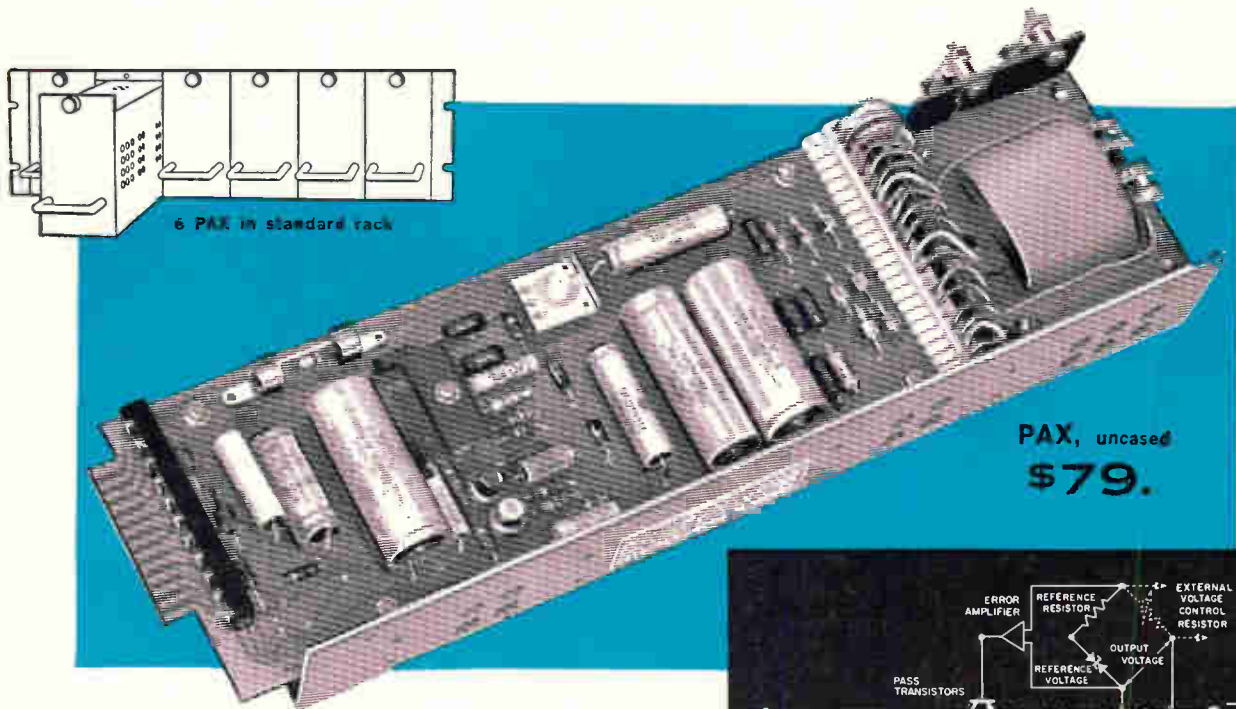 6 PAX in standard rack
PAX, uncased
$79.
ERROR
AMPLIFIER
REFERENCE
RESISTOR
EXTERNAL
VOLTAGE
CONTROL
RESISTOR
OUTPUT
VOLTAGE
REFERENCE
VOLTAGE
PASS
TRANSISTORS